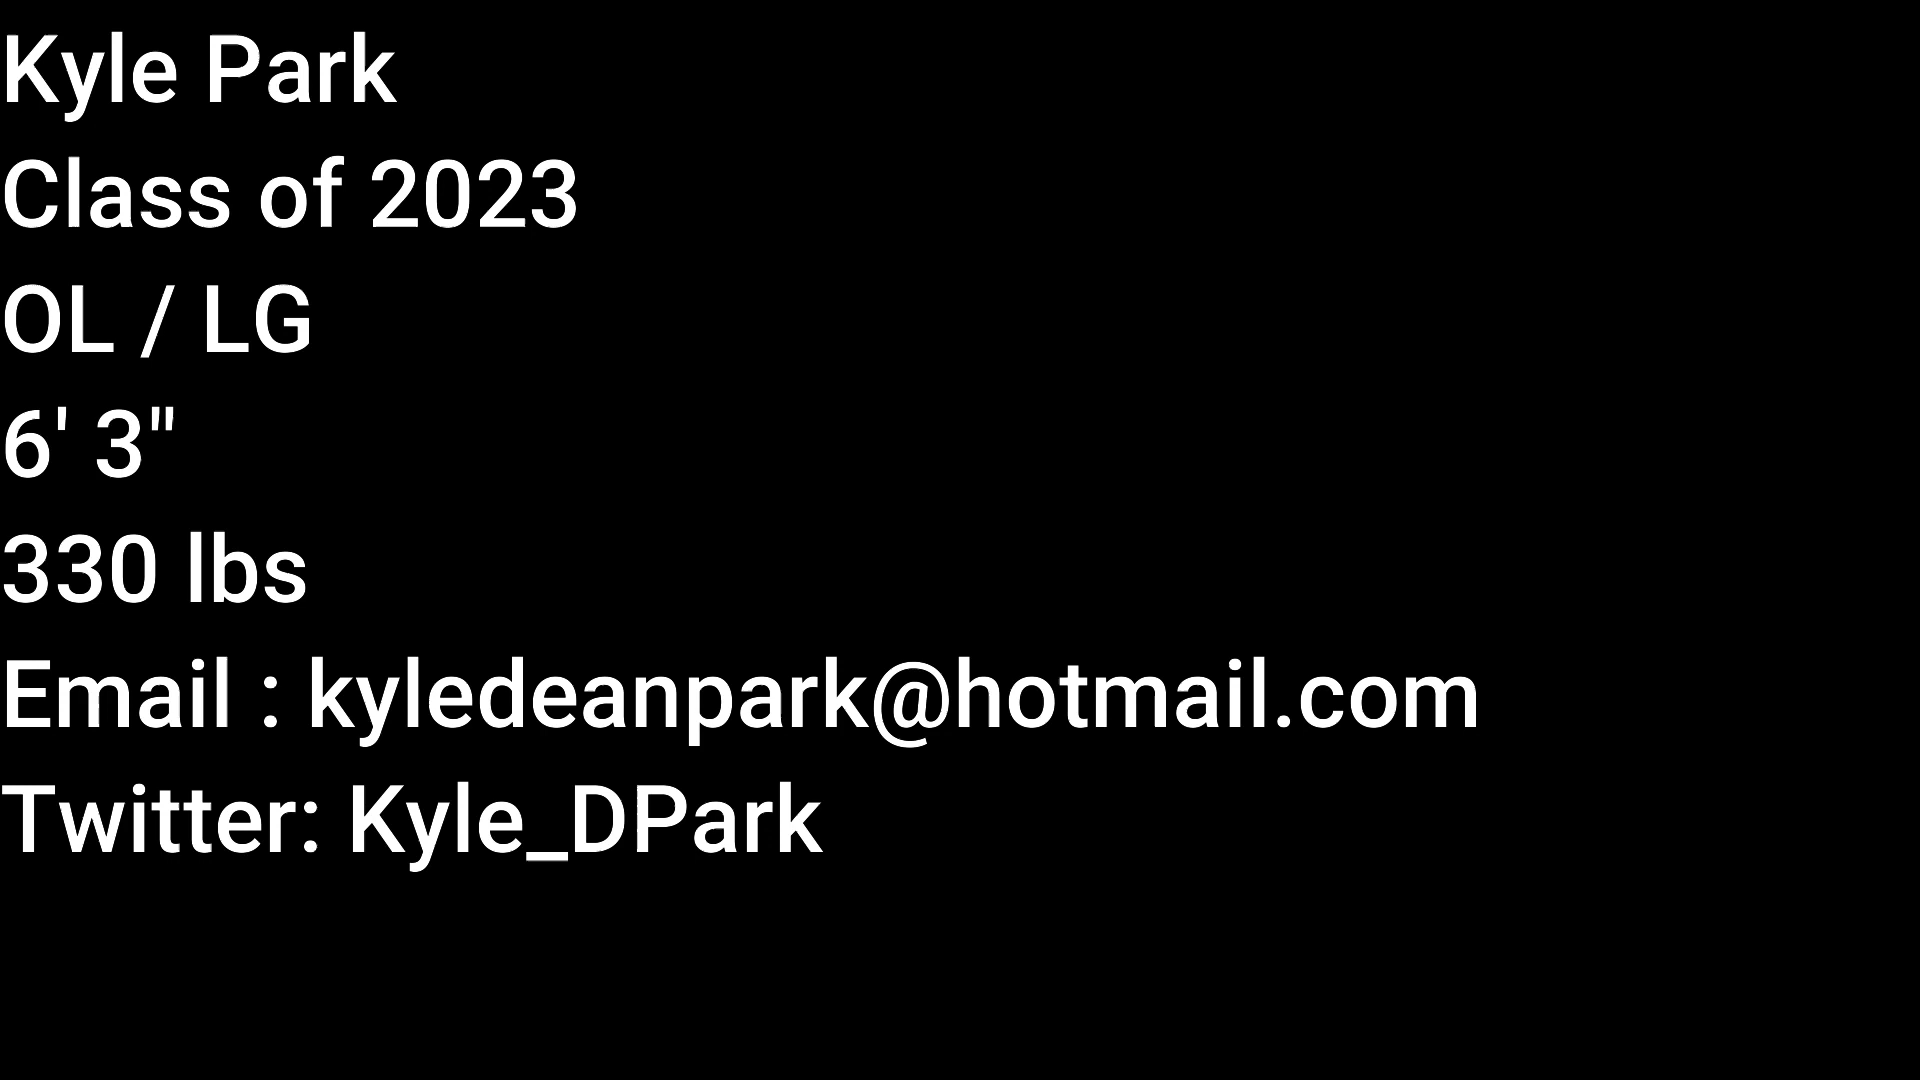 Kyle Park
Class of 2023
OL / LG
6' 3"
330 lbs
Email : kyledeanpark@hotmail.com
Twitter: Kyle_DPark